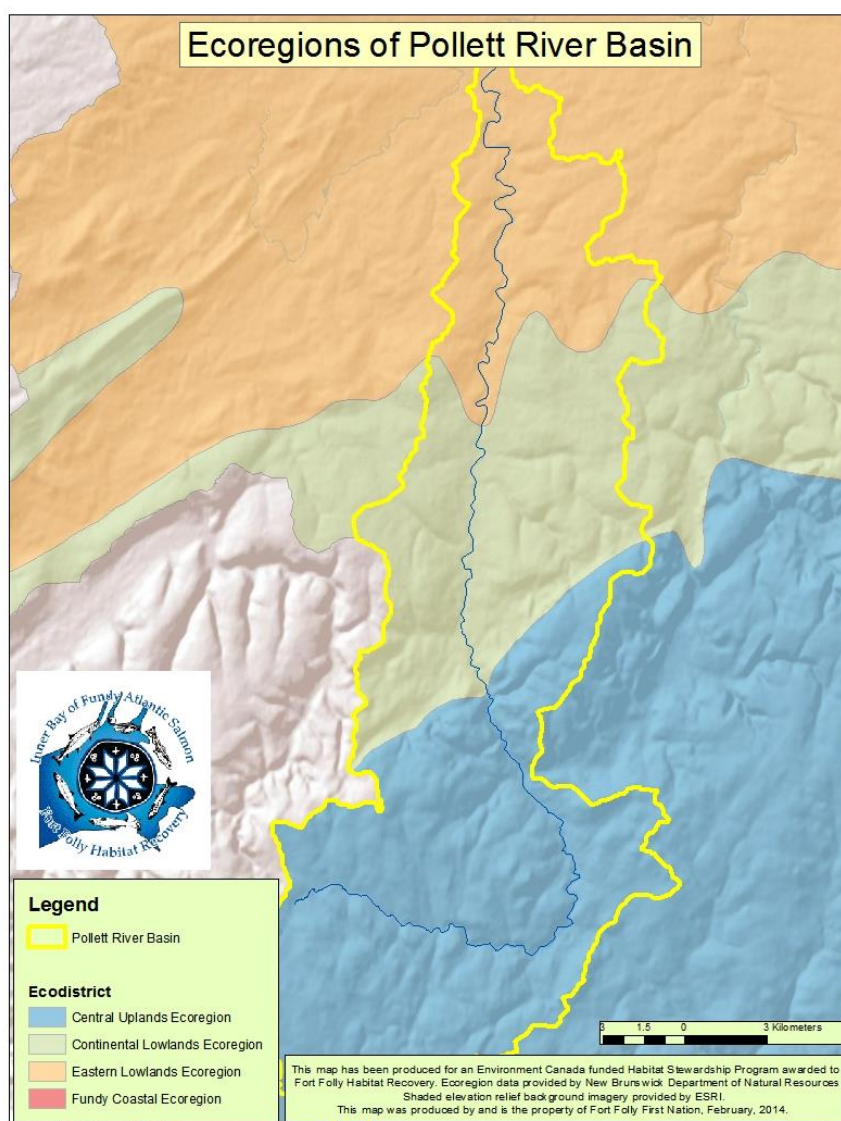 Ecoregions of Pollett River Basin
Inner Bay of Fundy Atlantic Salmon
Fort Folly Habitat Recovery
Legend
Pollett River Basin
Ecodistrict
Central Uplands Ecoregion
Continental Lowlands Ecoregion
Eastern Lowlands Ecoregion
Fundy Coastal Ecoregion
3 1.5 0 3 Kilometers
This map has been produced for an Environment Canada funded Habitat Stewardship Program awarded to
Fort Folly Habitat Recovery. Ecoregion data provided by New Brunswick Department of Natural Resources
Shaded elevation relief background imagery provided by ESRI.
This map was produced by and is the property of Fort Folly First Nation, February, 2014.